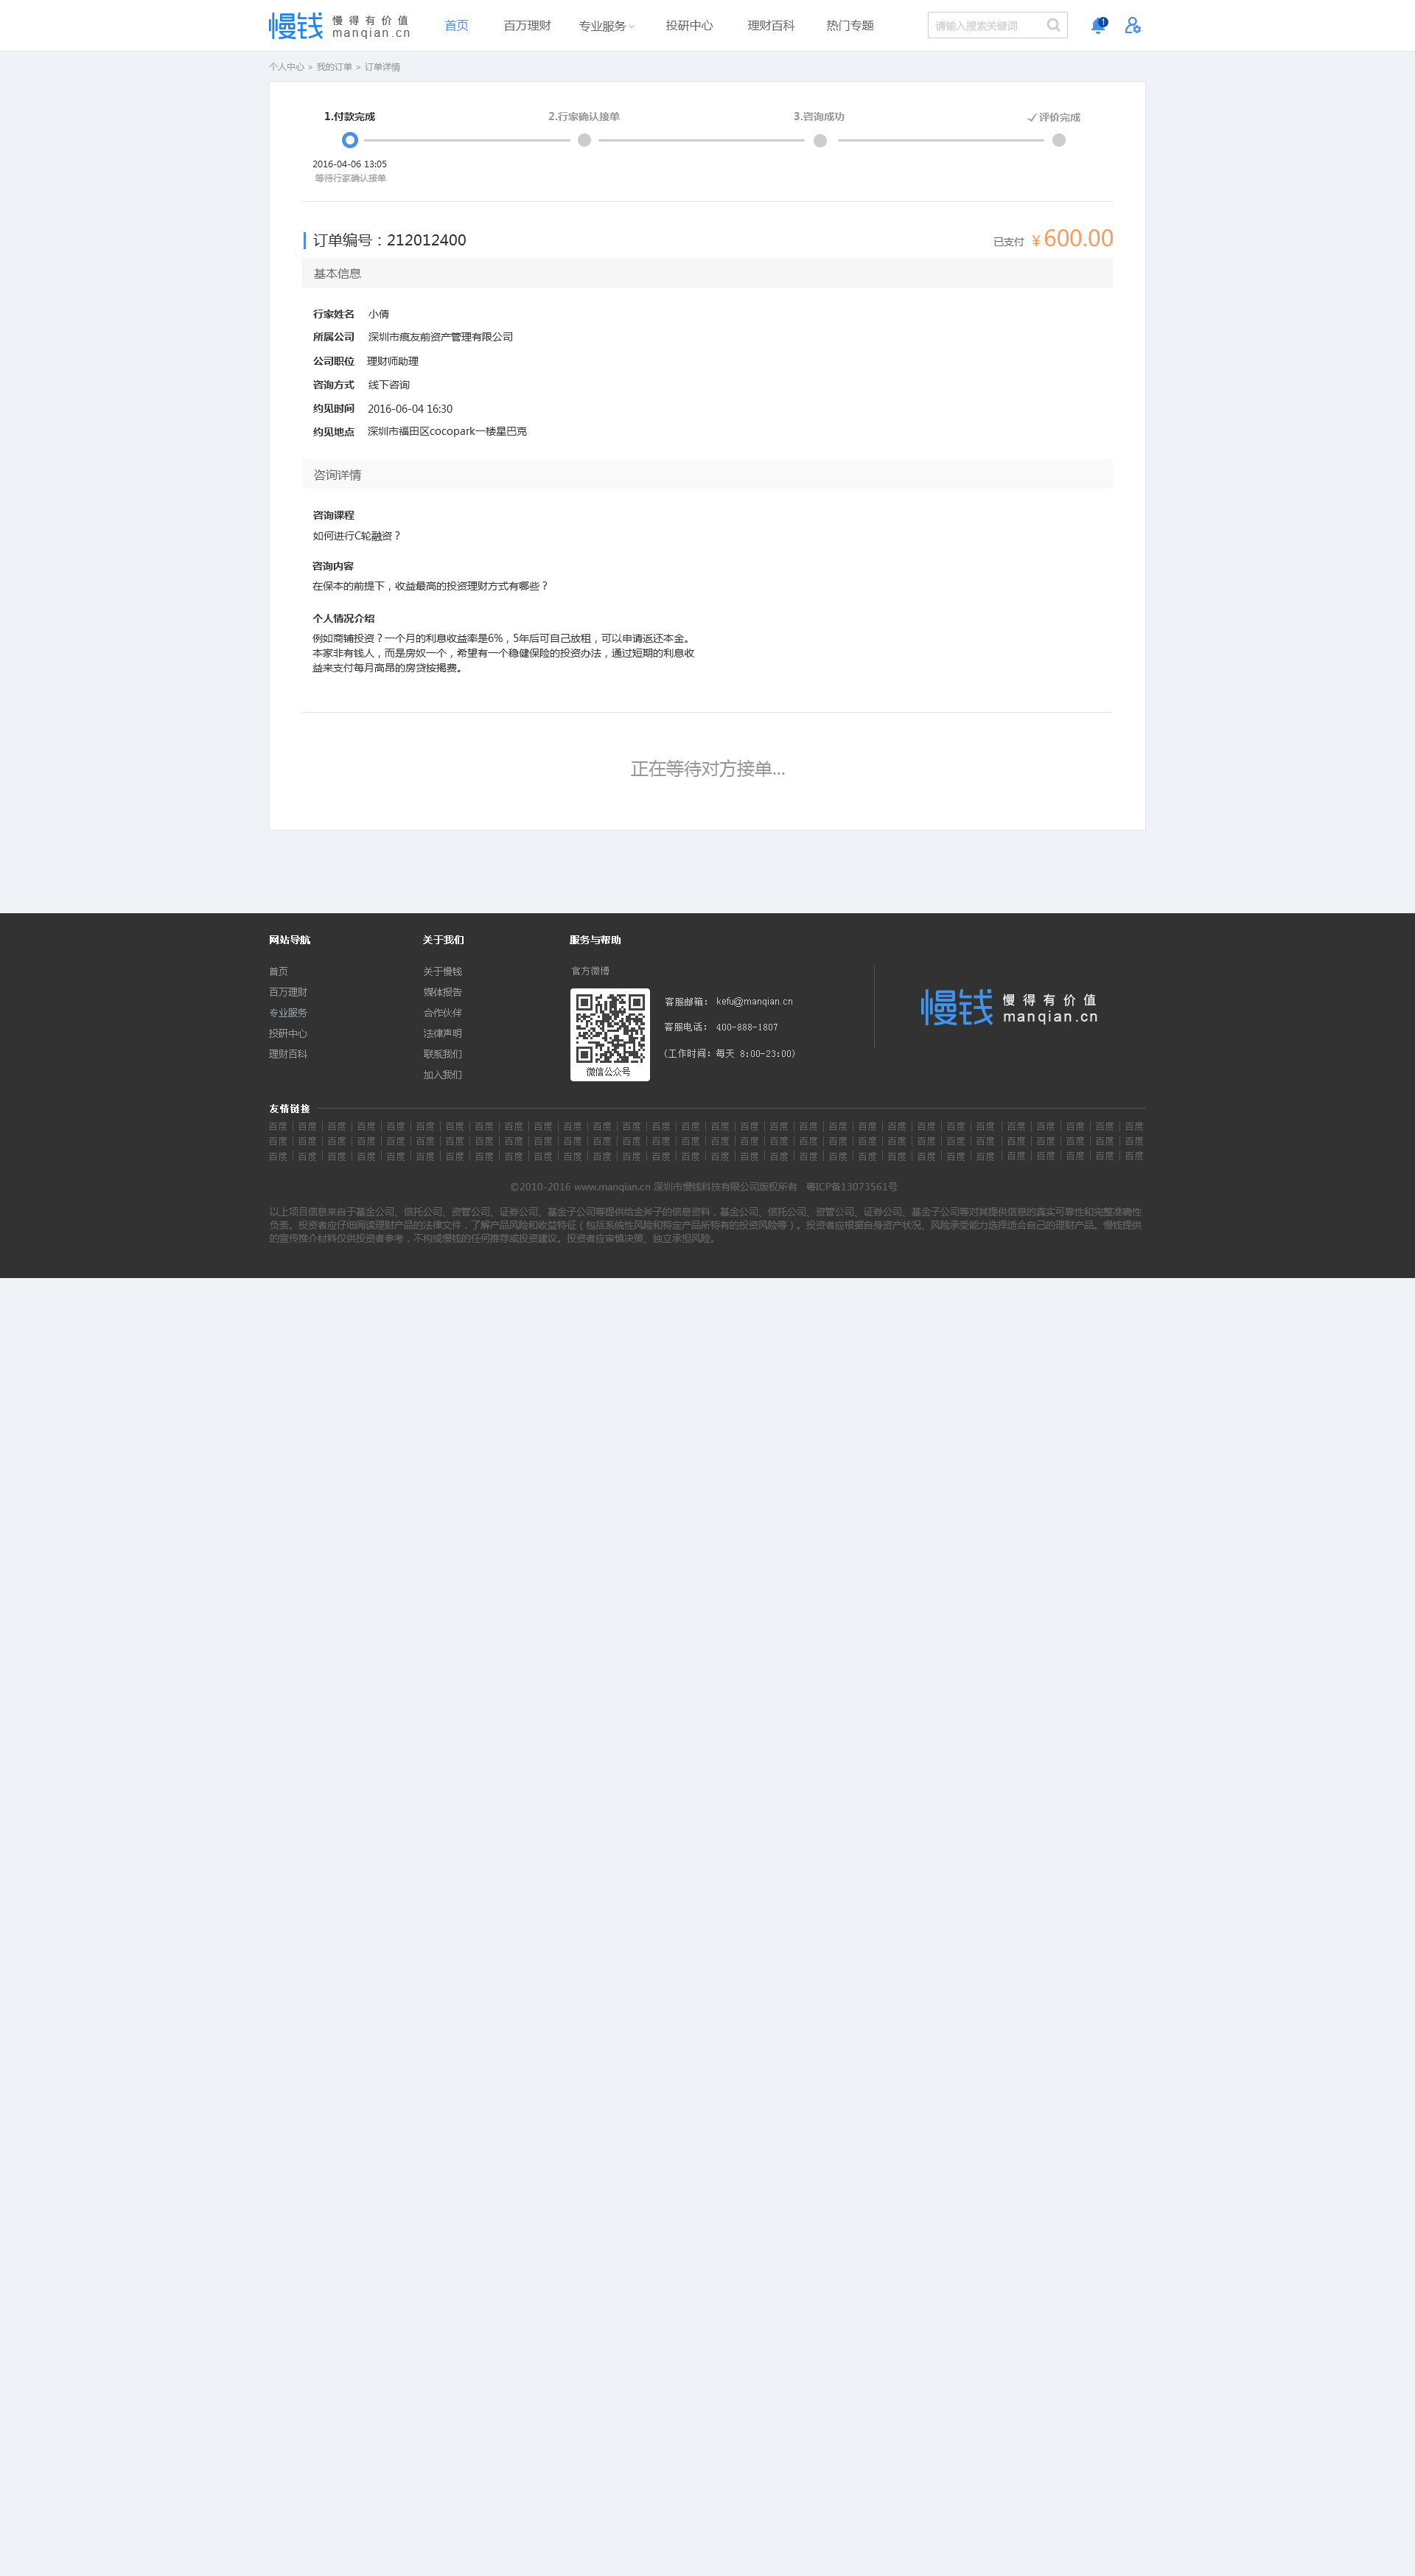 慢钱 慢得有价值 manqian.cn 首页 百万理财 专业服务 投研中心 理财百科 热门专题 请输入搜索关键词 1
个人中心 > 我的订单 > 订单详情
1.付款完成 2.行家确认接单 3.咨询成功 评价完成
2016-04-06 13:05
等待行家确认接单
订单编号：212012400 已支付 ¥600.00
基本信息
行家姓名 小倩
所属公司 深圳市疯友前资产管理有限公司
公司职位 理财师助理
咨询方式 线下咨询
约见时间 2016-06-04 16:30
约见地点 深圳市福田区cocopark一楼星巴克
咨询详情
咨询课程
如何进行C轮融资？
咨询内容
在保本的前提下，收益最高的投资理财方式有哪些？
个人情况介绍
例如商铺投资？一个月的利息收益率是6%，5年后可自己放租，可以申请返还本金。
本家非有钱人，而是房奴一个，希望有一个稳健保险的投资办法，通过短期的利息收
益来支付每月高昂的房贷按揭费。
正在等待对方接单...
网站导航 关于我们 服务与帮助
首页 关于慢钱 官方微博
百万理财 媒体报告
专业服务 合作伙伴
投研中心 法律声明
理财百科 联系我们
加入我们
客服邮箱： kefu@manqian.cn
客服电话： 400-888-1807
(工作时间：每天 8:00-23:00)
微信公众号
慢钱 慢得有价值
manqian.cn
友情链接
百度 | 百度 | 百度 | 百度 | 百度 | 百度 | 百度 | 百度 | 百度 | 百度 | 百度 | 百度 | 百度 | 百度 | 百度 | 百度 | 百度 | 百度 | 百度 | 百度 | 百度 | 百度 | 百度 | 百度 | 百度 | 百度 | 百度 | 百度 | 百度 | 百度
百度 | 百度 | 百度 | 百度 | 百度 | 百度 | 百度 | 百度 | 百度 | 百度 | 百度 | 百度 | 百度 | 百度 | 百度 | 百度 | 百度 | 百度 | 百度 | 百度 | 百度 | 百度 | 百度 | 百度 | 百度 | 百度 | 百度 | 百度 | 百度 | 百度
百度 | 百度 | 百度 | 百度 | 百度 | 百度 | 百度 | 百度 | 百度 | 百度 | 百度 | 百度 | 百度 | 百度 | 百度 | 百度 | 百度 | 百度 | 百度 | 百度 | 百度 | 百度 | 百度 | 百度 | 百度 | 百度 | 百度 | 百度 | 百度 | 百度
©2010-2016 www.manqian.cn 深圳市慢钱科技有限公司版权所有 粤ICP备13073561号
以上项目信息来自于基金公司、信托公司、资管公司、证券公司、基金子公司等提供给金斧子的信息资料，基金公司、信托公司、资管公司、证券公司、基金子公司等对其提供信息的真实可靠性和完整准确性
负责。投资者应仔细阅读理财产品的法律文件，了解产品风险和收益特征（包括系统性风险和特定产品所特有的投资风险等）。投资者应根据自身资产状况、风险承受能力选择适合自己的理财产品。慢钱提供
的宣传推介材料仅供投资者参考，不构成慢钱的任何推荐或投资建议。投资者应审慎决策、独立承担风险。